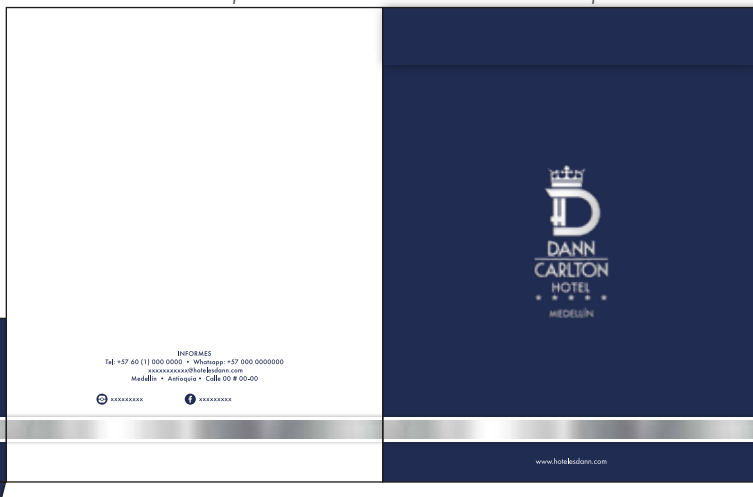 INFORMES
Tel: +57 60 (1) 000 0000 • Whatsapp: +57 000 0000000
xxxxxxxxxxx@hotelesdann.com
Medellín • Antioquia • Calle 00 # 00-00
xxxxxxxxx
xxxxxxxxx
DANN
CARLTON
HOTEL
MEDELLÍN
www.hotelesdann.com